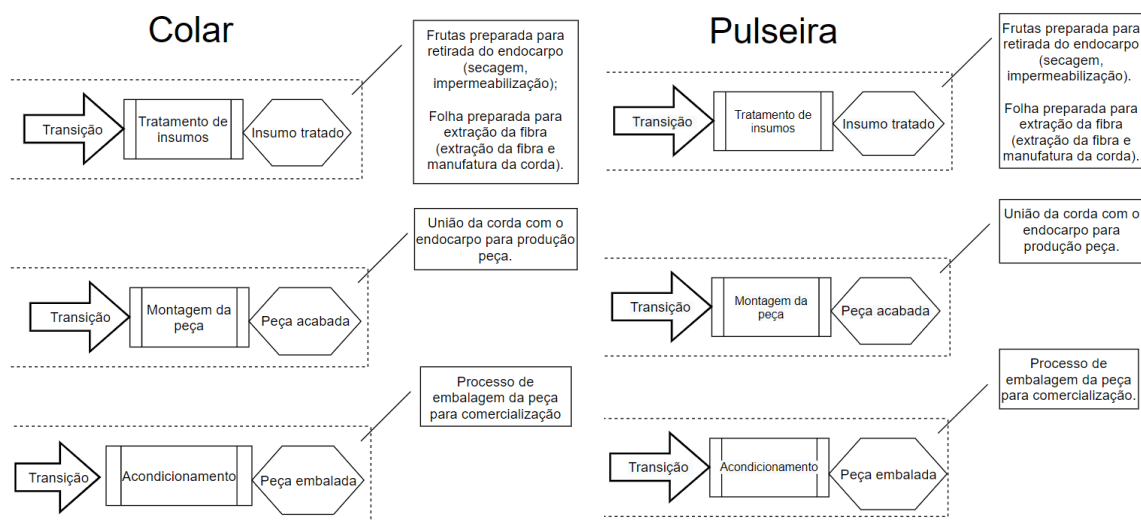 Colar
Frutas preparada para
retirada do endocarpo
(secagem,
impermeabilização);
Folha preparada para
extração da fibra
(extração da fibra e
manufatura da corda).
Transição
Tratamento de
insumos
Insumo tratado
União da corda com o
endocarpo para produção
peça.
Transição
Montagem da
peça
Peça acabada
Processo de
embalagem da peça
para comercialização
Transição
Acondicionamento
Peça embalada
Pulseira
Frutas preparada para
retirada do endocarpo
(secagem,
impermeabilização).
Folha preparada para
extração da fibra
(extração da fibra e
manufatura da corda).
Transição
Tratamento de
insumos
Insumo tratado
União da corda com o
endocarpo para
produção peça.
Transição
Montagem da
peça
Peça acabada
Processo de
embalagem da peça
para comercialização.
Transição
Acondicionamento
Peça embalada